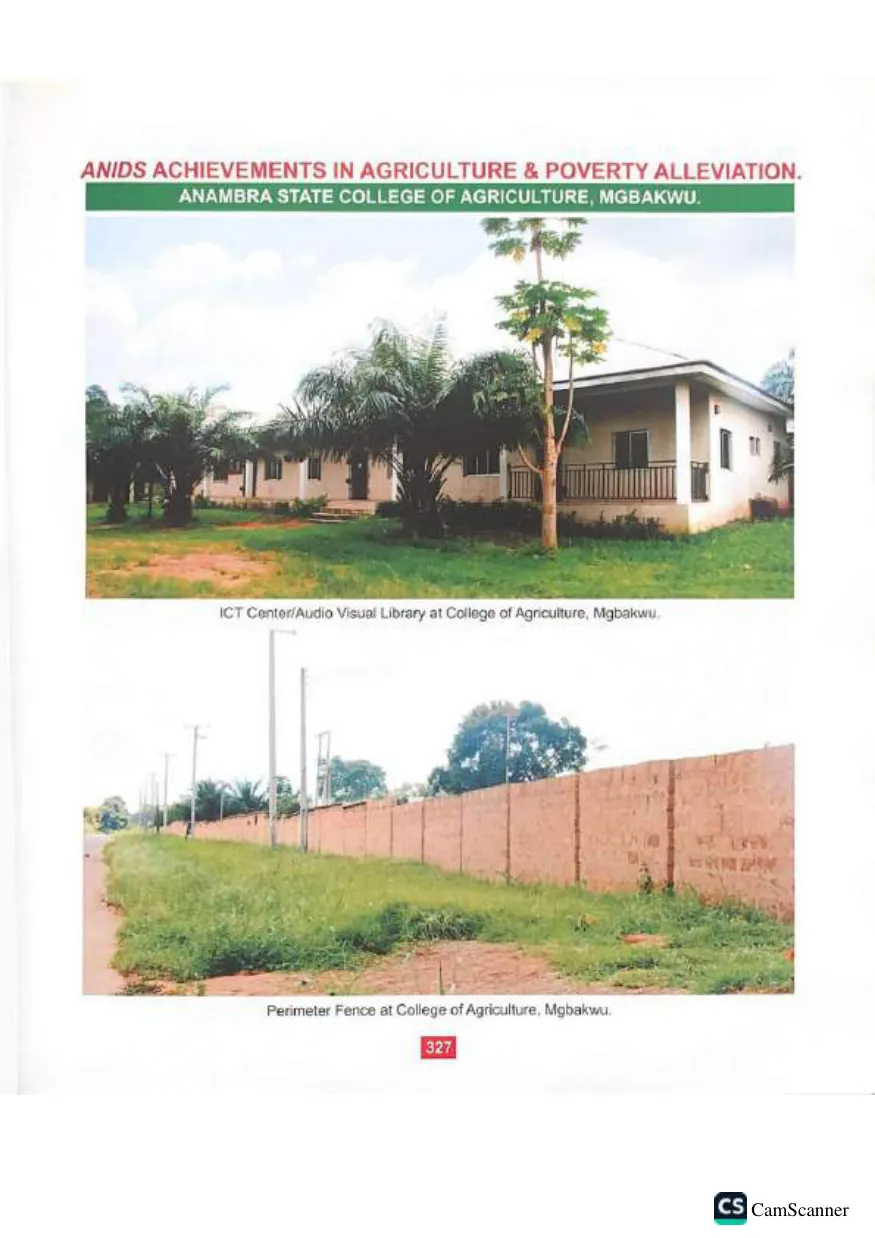 ANIDS ACHIEVEMENTS IN AGRICULTURE & POVERTY ALLEVIATION.
ANAMBRA STATE COLLEGE OF AGRICULTURE, MGBAKWU.
ICT Center/Audio Visual Library at College of Agriculture, Mgbakwu.
Perimeter Fence at College of Agriculture, Mgbakwu.
327
CS CamScanner